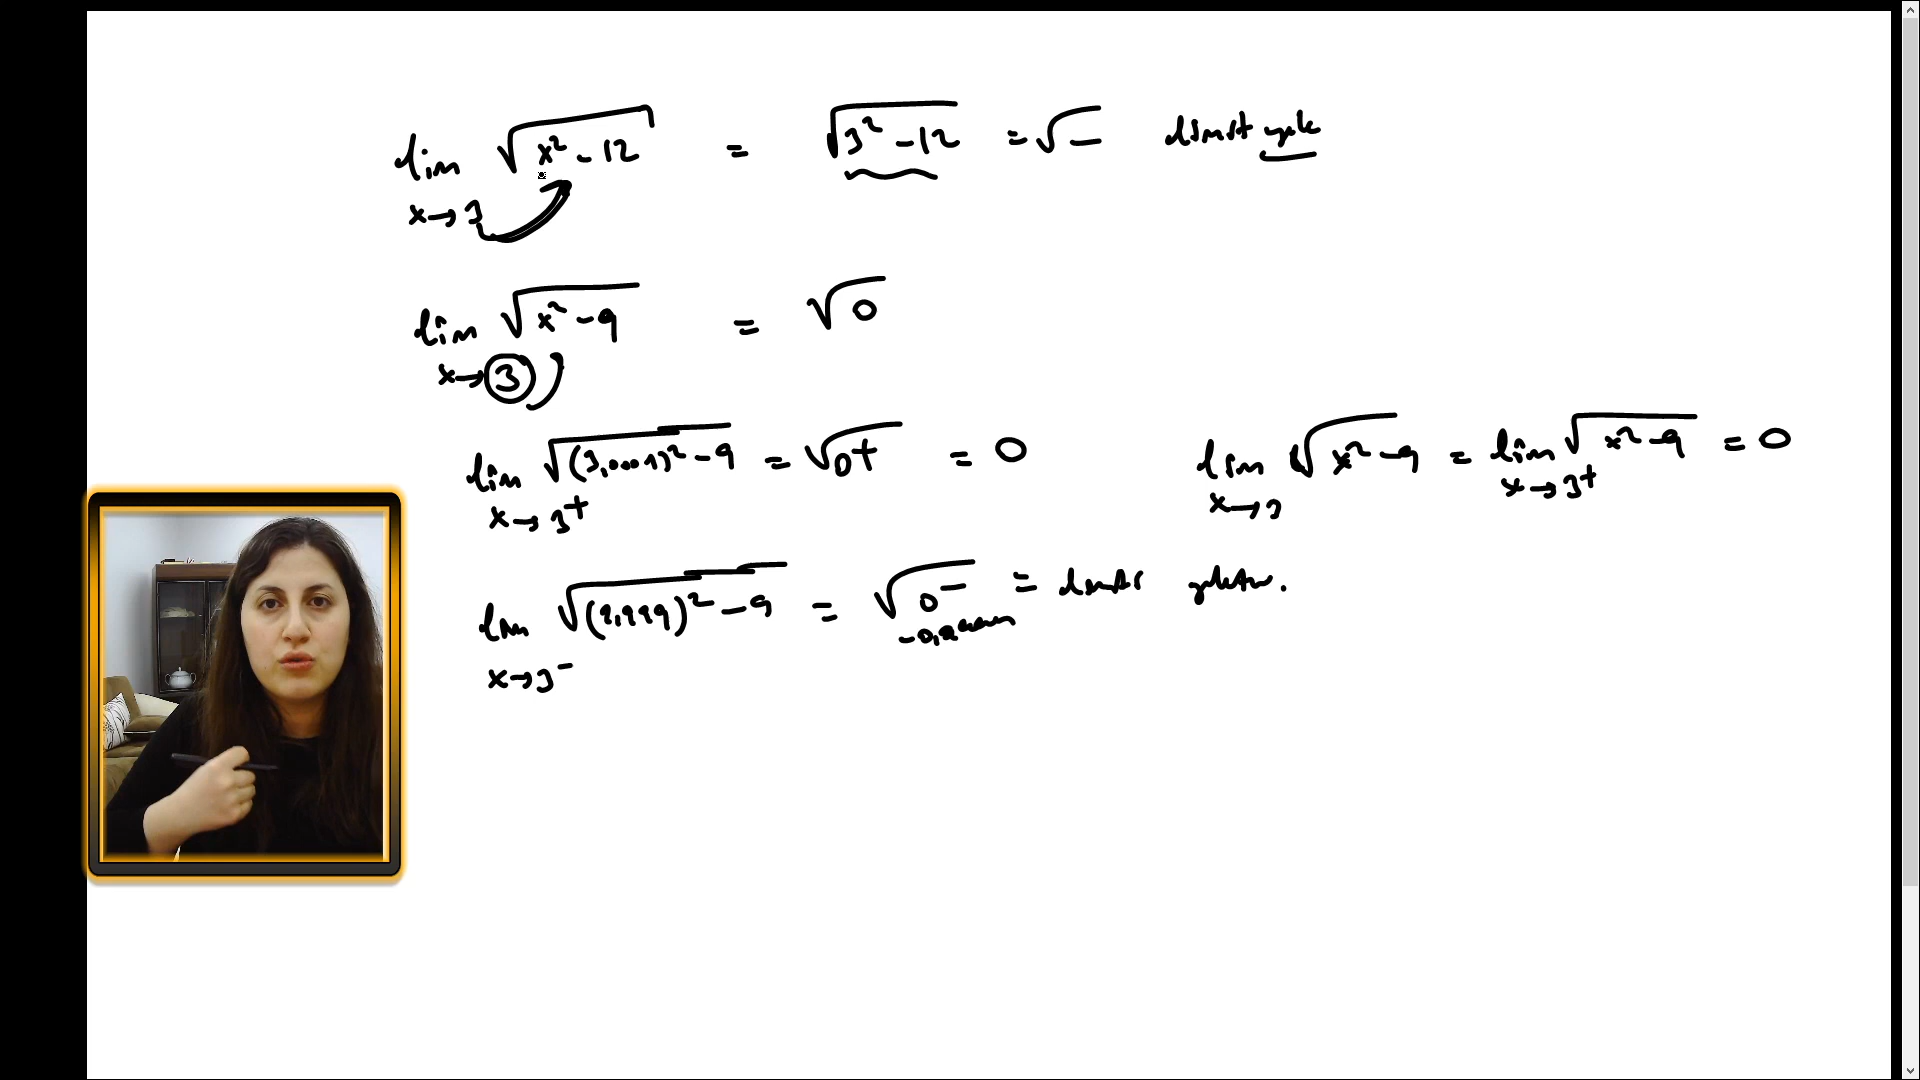 lim √(x² - 12) = √(3² - 12) = √- limit yok
x→3
lim √(x² - 9) = √0
x→3
lim √((3,0001)² - 9) = √0+ = 0
x→3+
lim √(x² - 9) = lim √(x² - 9) = 0
x→3 x→3+
lim √((2,999)² - 9) = √0- =
x→3-